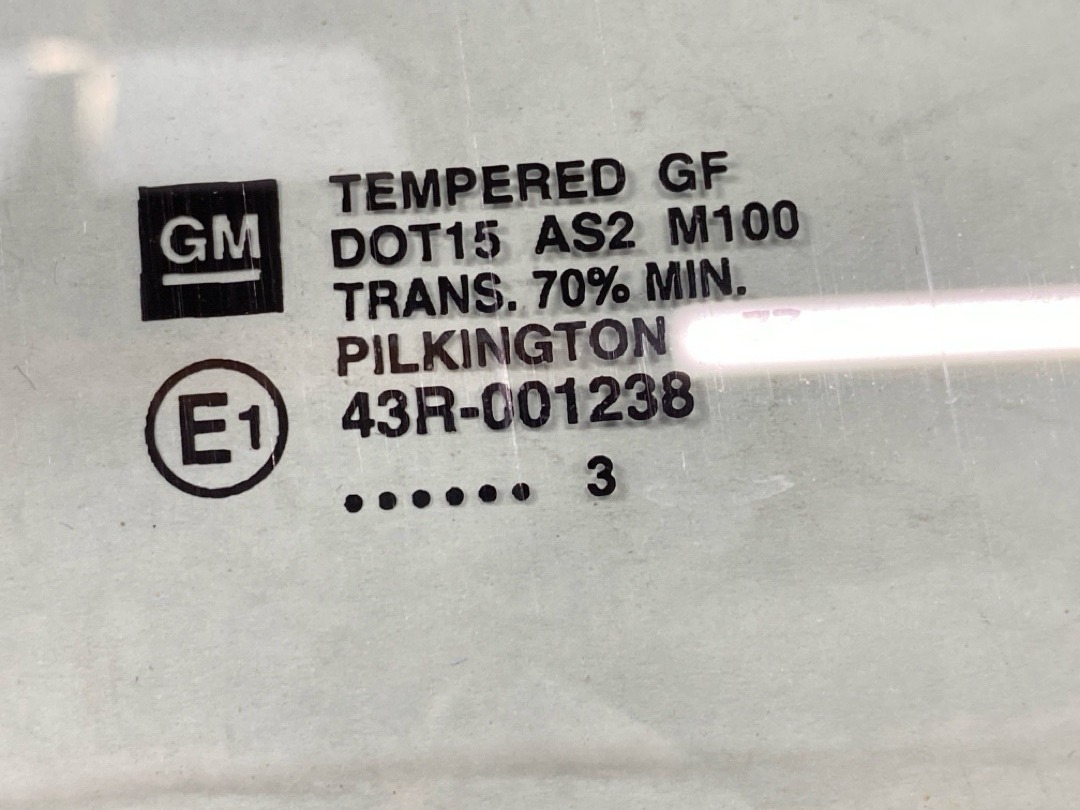 GM
TEMPERED GF
DOT15 AS2 M100
TRANS. 70% MIN.
PILKINGTON
E1
43R-001238
...... 3